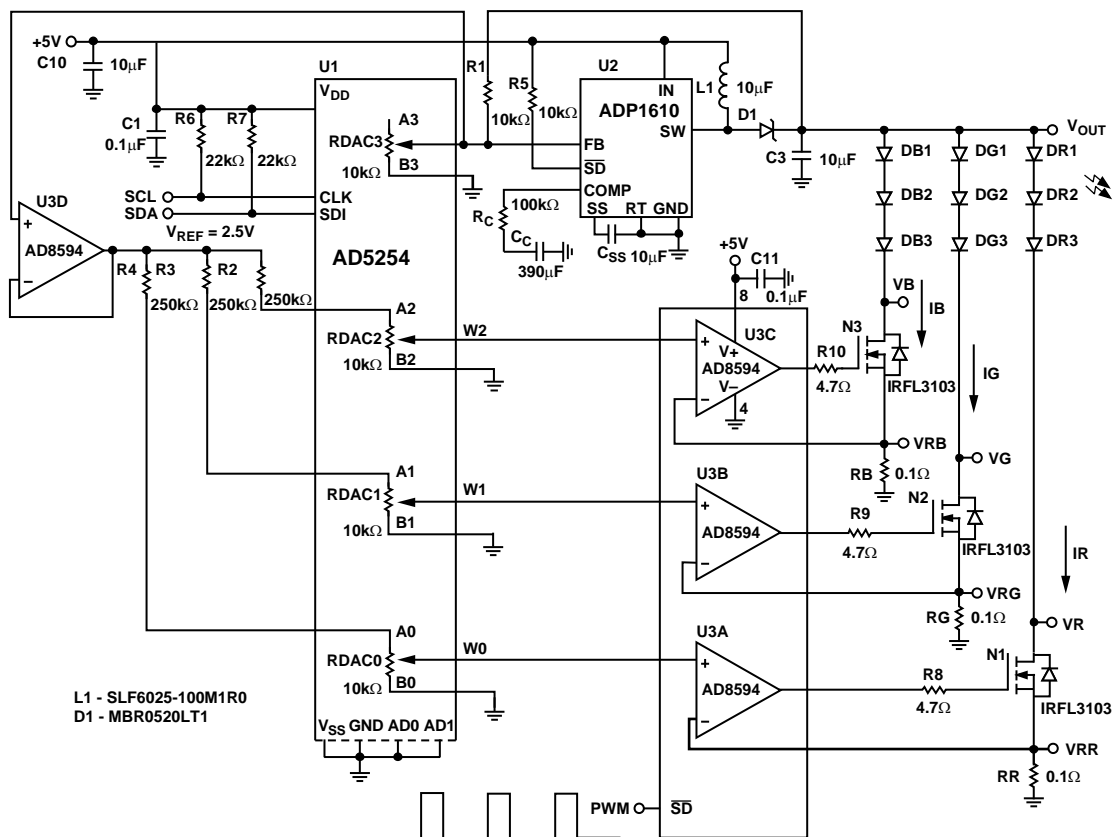 +5V
C10
10µF
C1
0.1µF
R6
R7
22kΩ
22kΩ
SCL
SDA
VREF = 2.5V
U1
VDD
A3
RDAC3
10kΩ
B3
CLK
SDI
AD5254
R1
10kΩ
R5
10kΩ
U2
IN
ADP1610
SW
FB
SD
COMP
SS
RT
GND
100kΩ
RC
CC
390µF
CSS
10µF
L1
10µF
D1
C3
10µF
VOUT
DB1
DG1
DR1
DB2
DG2
DR2
DB3
DG3
DR3
U3D
+
AD8594
−
R4
R3
R2
250kΩ
250kΩ
250kΩ
A2
RDAC2
10kΩ
B2
W2
+5V
C11
8
0.1µF
+
U3C
V+
AD8594
V−
−
4
R10
4.7Ω
N3
VB
IB
IRFL3103
IG
VRB
RB
0.1Ω
VG
A1
RDAC1
10kΩ
B1
W1
U3B
+
AD8594
−
R9
4.7Ω
N2
IRFL3103
IR
VRG
RG
0.1Ω
VR
A0
RDAC0
10kΩ
B0
W0
U3A
+
AD8594
−
R8
4.7Ω
N1
IRFL3103
VRR
RR
0.1Ω
L1 - SLF6025-100M1R0
D1 - MBR0520LT1
VSS GND AD0 AD1
PWM
SD